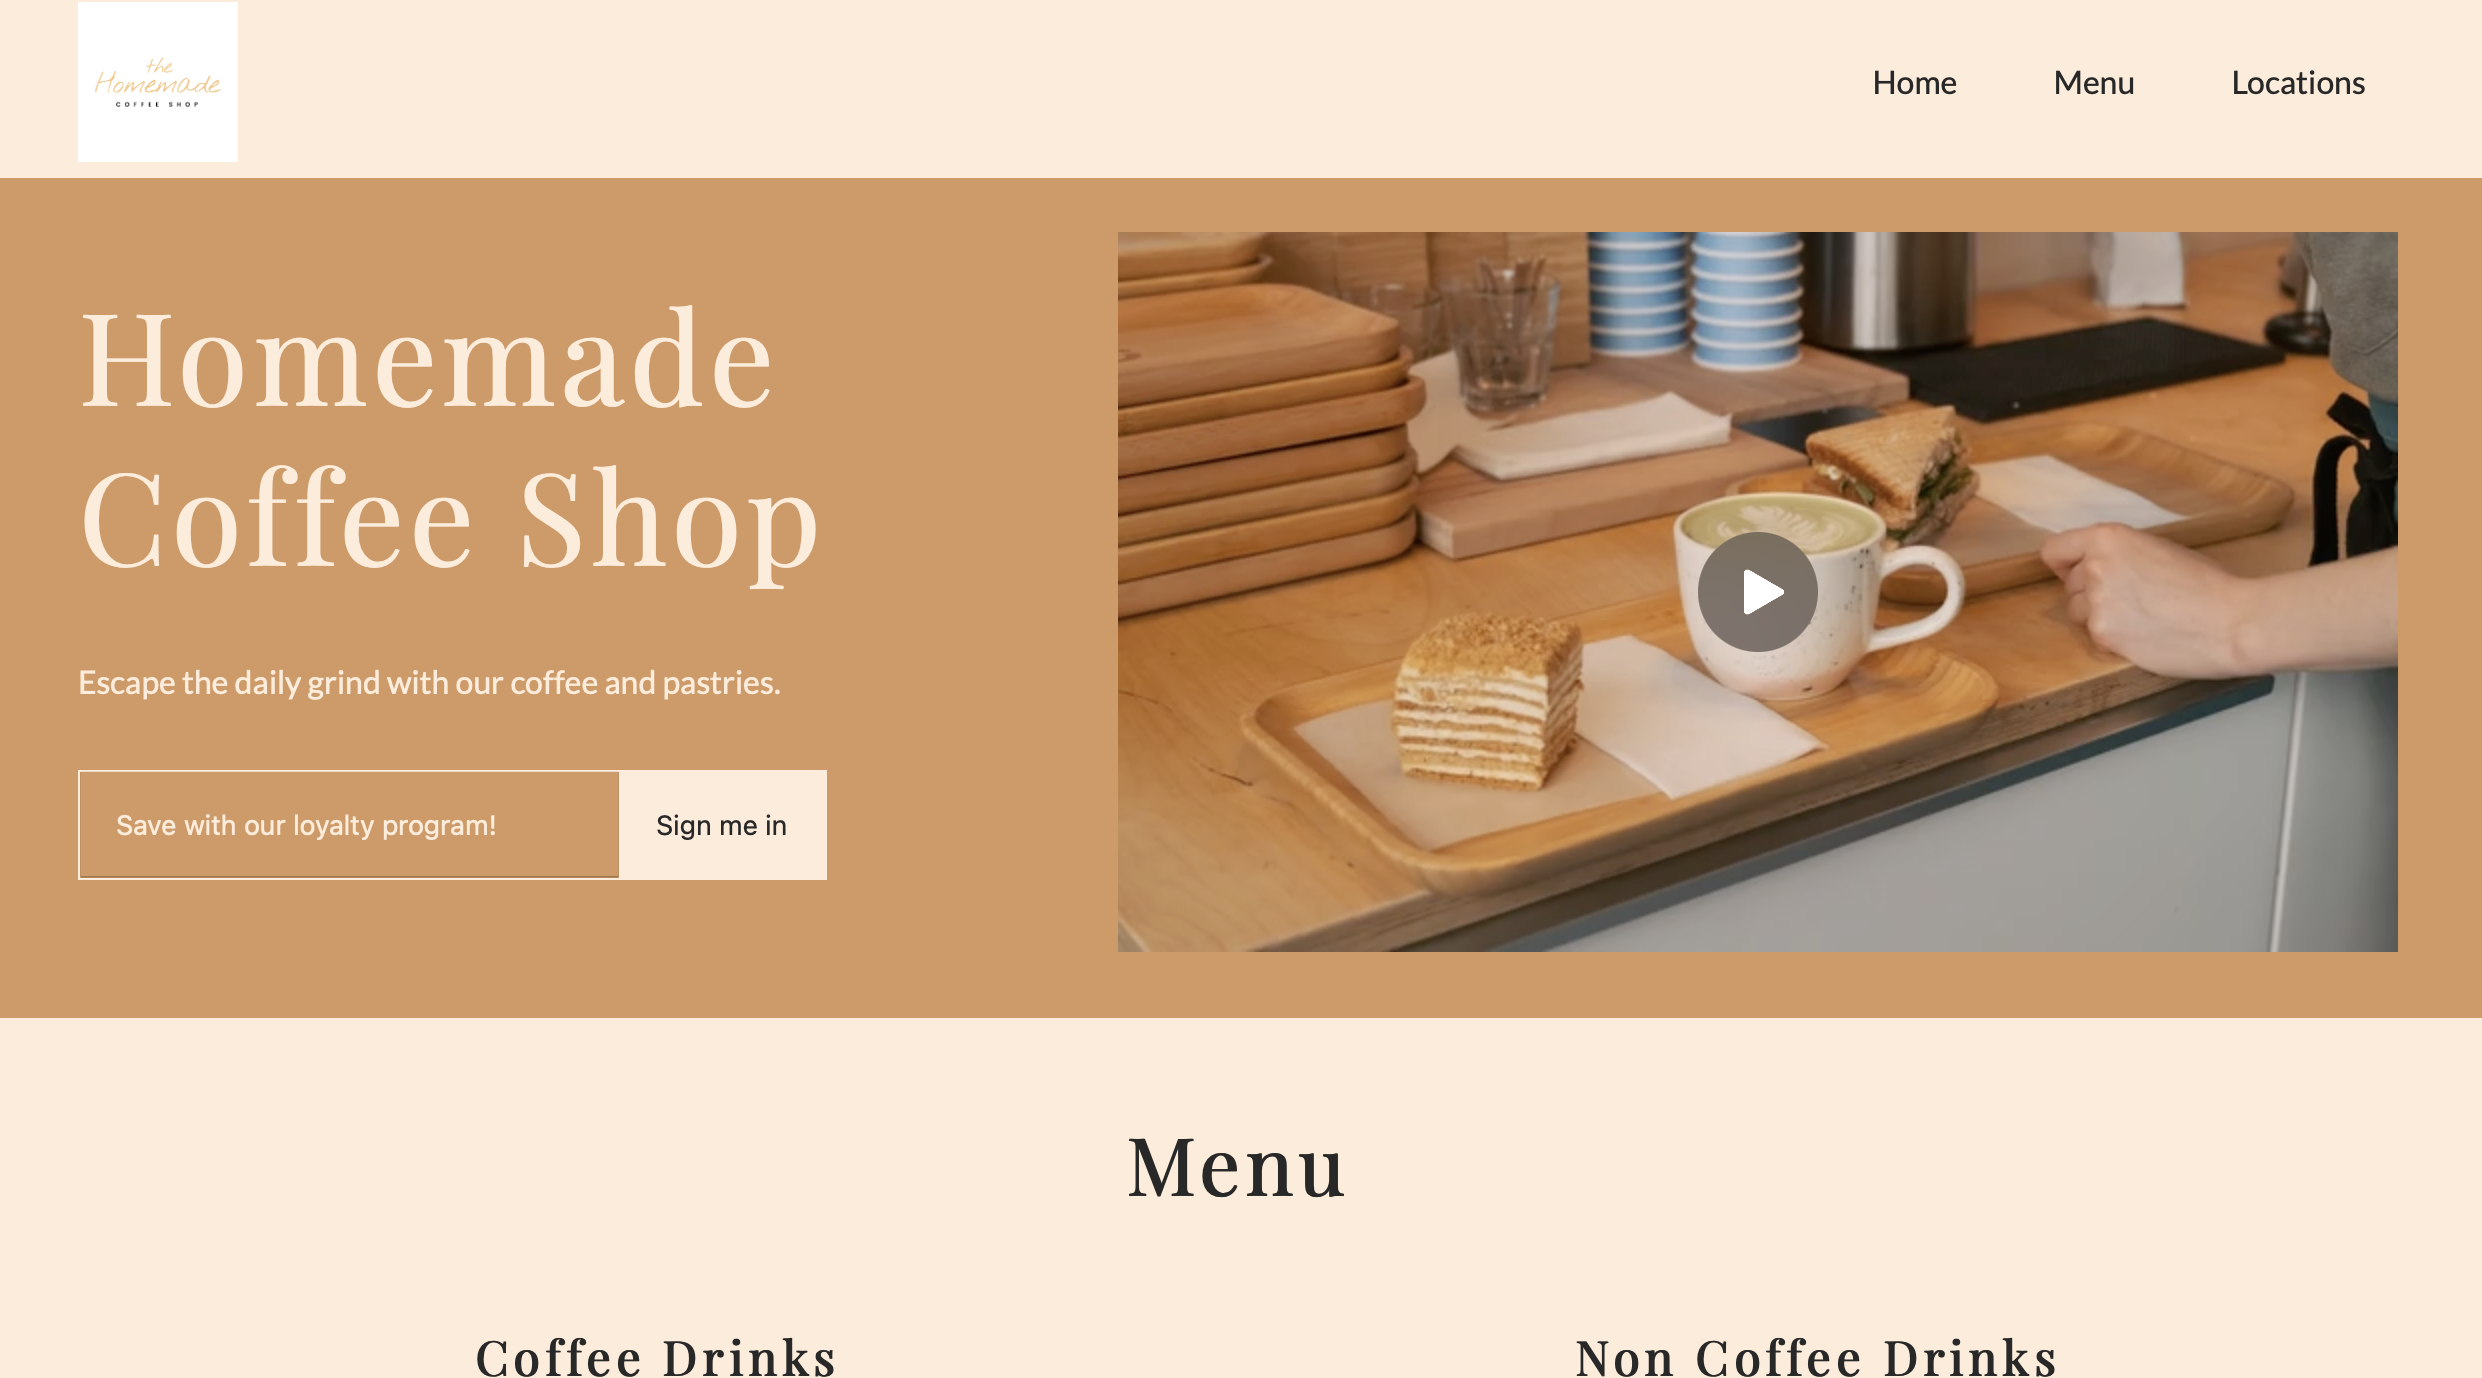 the
Homemade
COFFEE SHOP
Home
Menu
Locations
Homemade
Coffee Shop
Escape the daily grind with our coffee and pastries.
Save with our loyalty program!
Sign me in
Menu
Coffee Drinks
Non Coffee Drinks